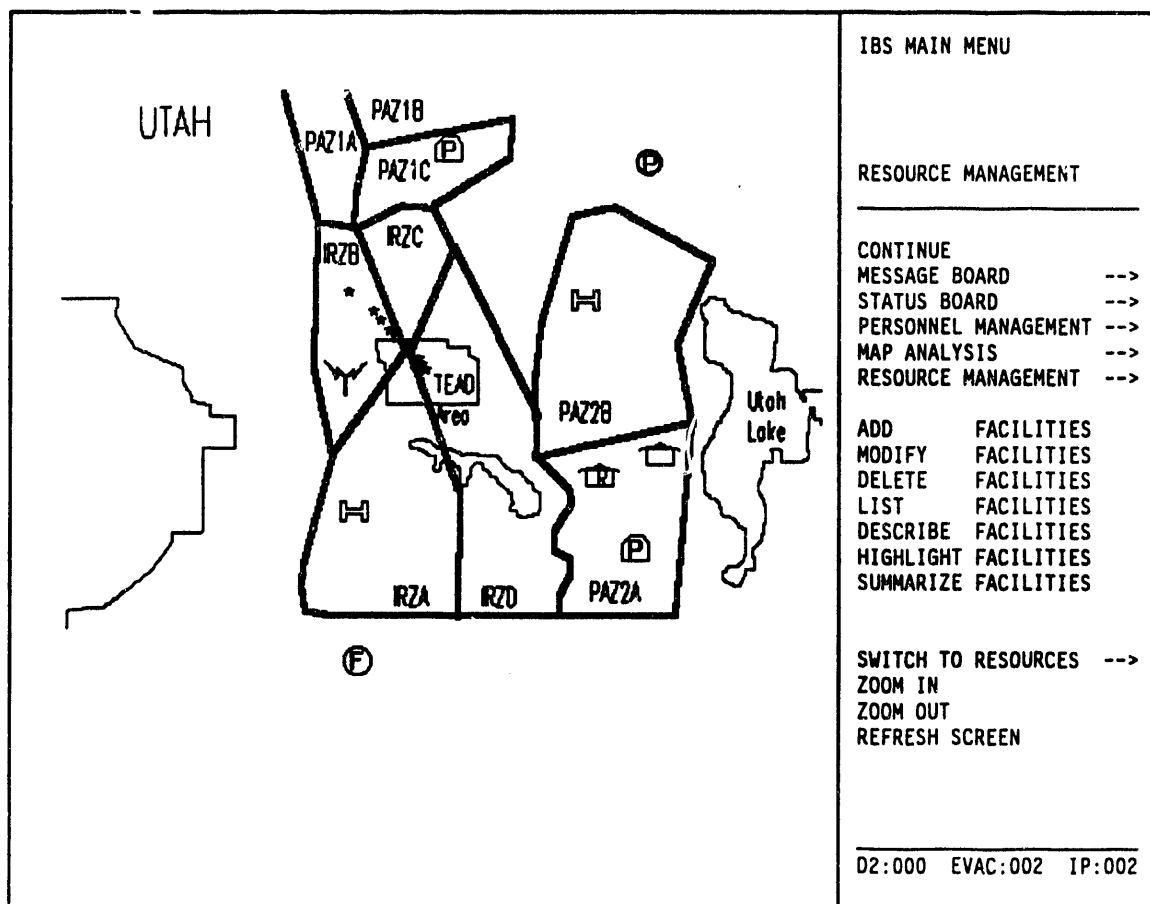 UTAH
PAZ1B
PAZ1A
P
PAZ1C
P
IRZB
IRZC
H
TEAD
Area
PAZ2B
Utah
Lake
R
H
P
IRZA
IRZD
PAZ2A
F
IBS MAIN MENU
RESOURCE MANAGEMENT
CONTINUE
MESSAGE BOARD -->
STATUS BOARD -->
PERSONNEL MANAGEMENT -->
MAP ANALYSIS -->
RESOURCE MANAGEMENT -->
ADD FACILITIES
MODIFY FACILITIES
DELETE FACILITIES
LIST FACILITIES
DESCRIBE FACILITIES
HIGHLIGHT FACILITIES
SUMMARIZE FACILITIES
SWITCH TO RESOURCES -->
ZOOM IN
ZOOM OUT
REFRESH SCREEN
D2:000 EVAC:002 IP:002